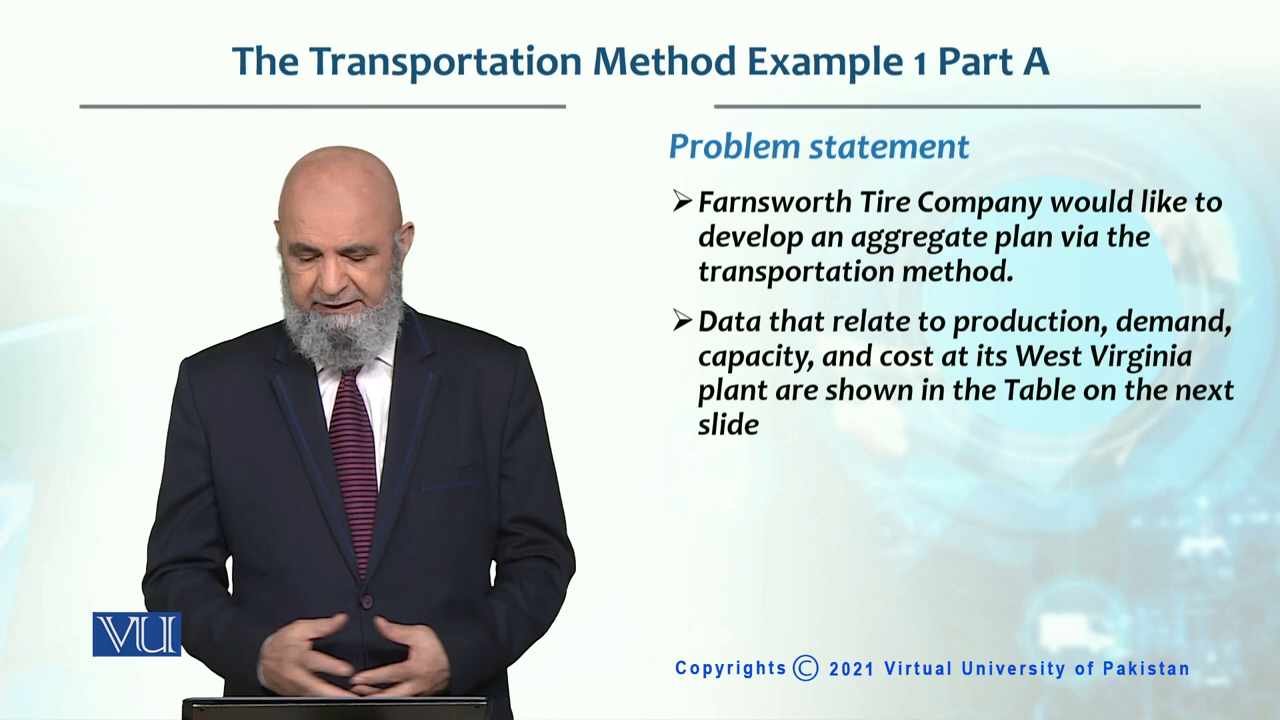 The Transportation Method Example 1 Part A
Problem statement
➢ Farnsworth Tire Company would like to
develop an aggregate plan via the
transportation method.
➢ Data that relate to production, demand,
capacity, and cost at its West Virginia
plant are shown in the Table on the next
slide
VU
Copyrights © 2021 Virtual University of Pakistan